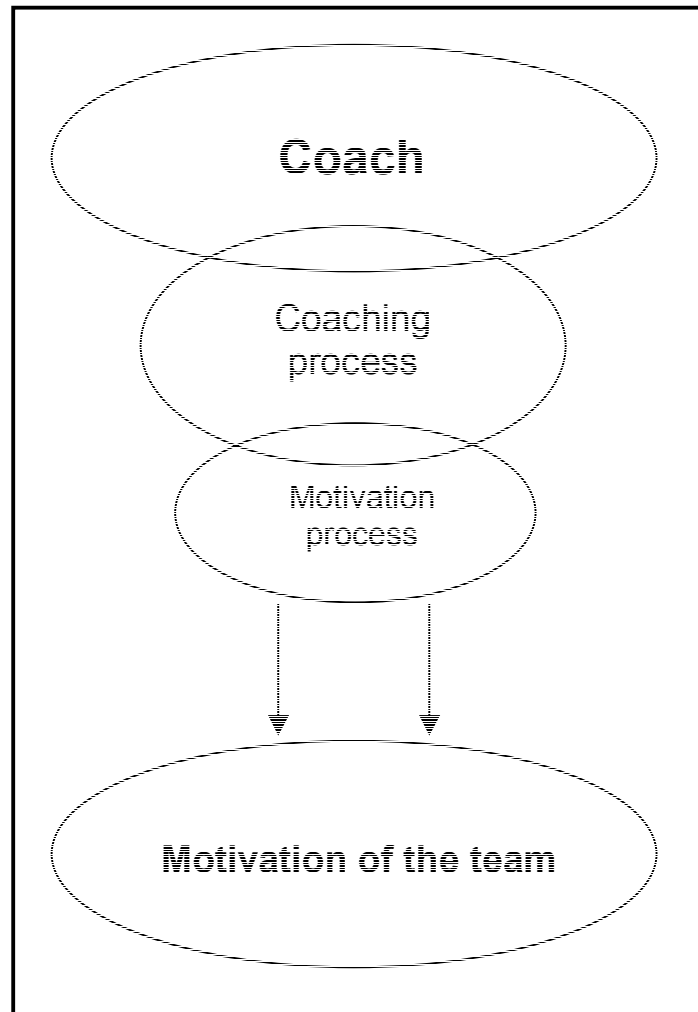 Coach
Coaching
process
Motivation
process
Motivation of the team